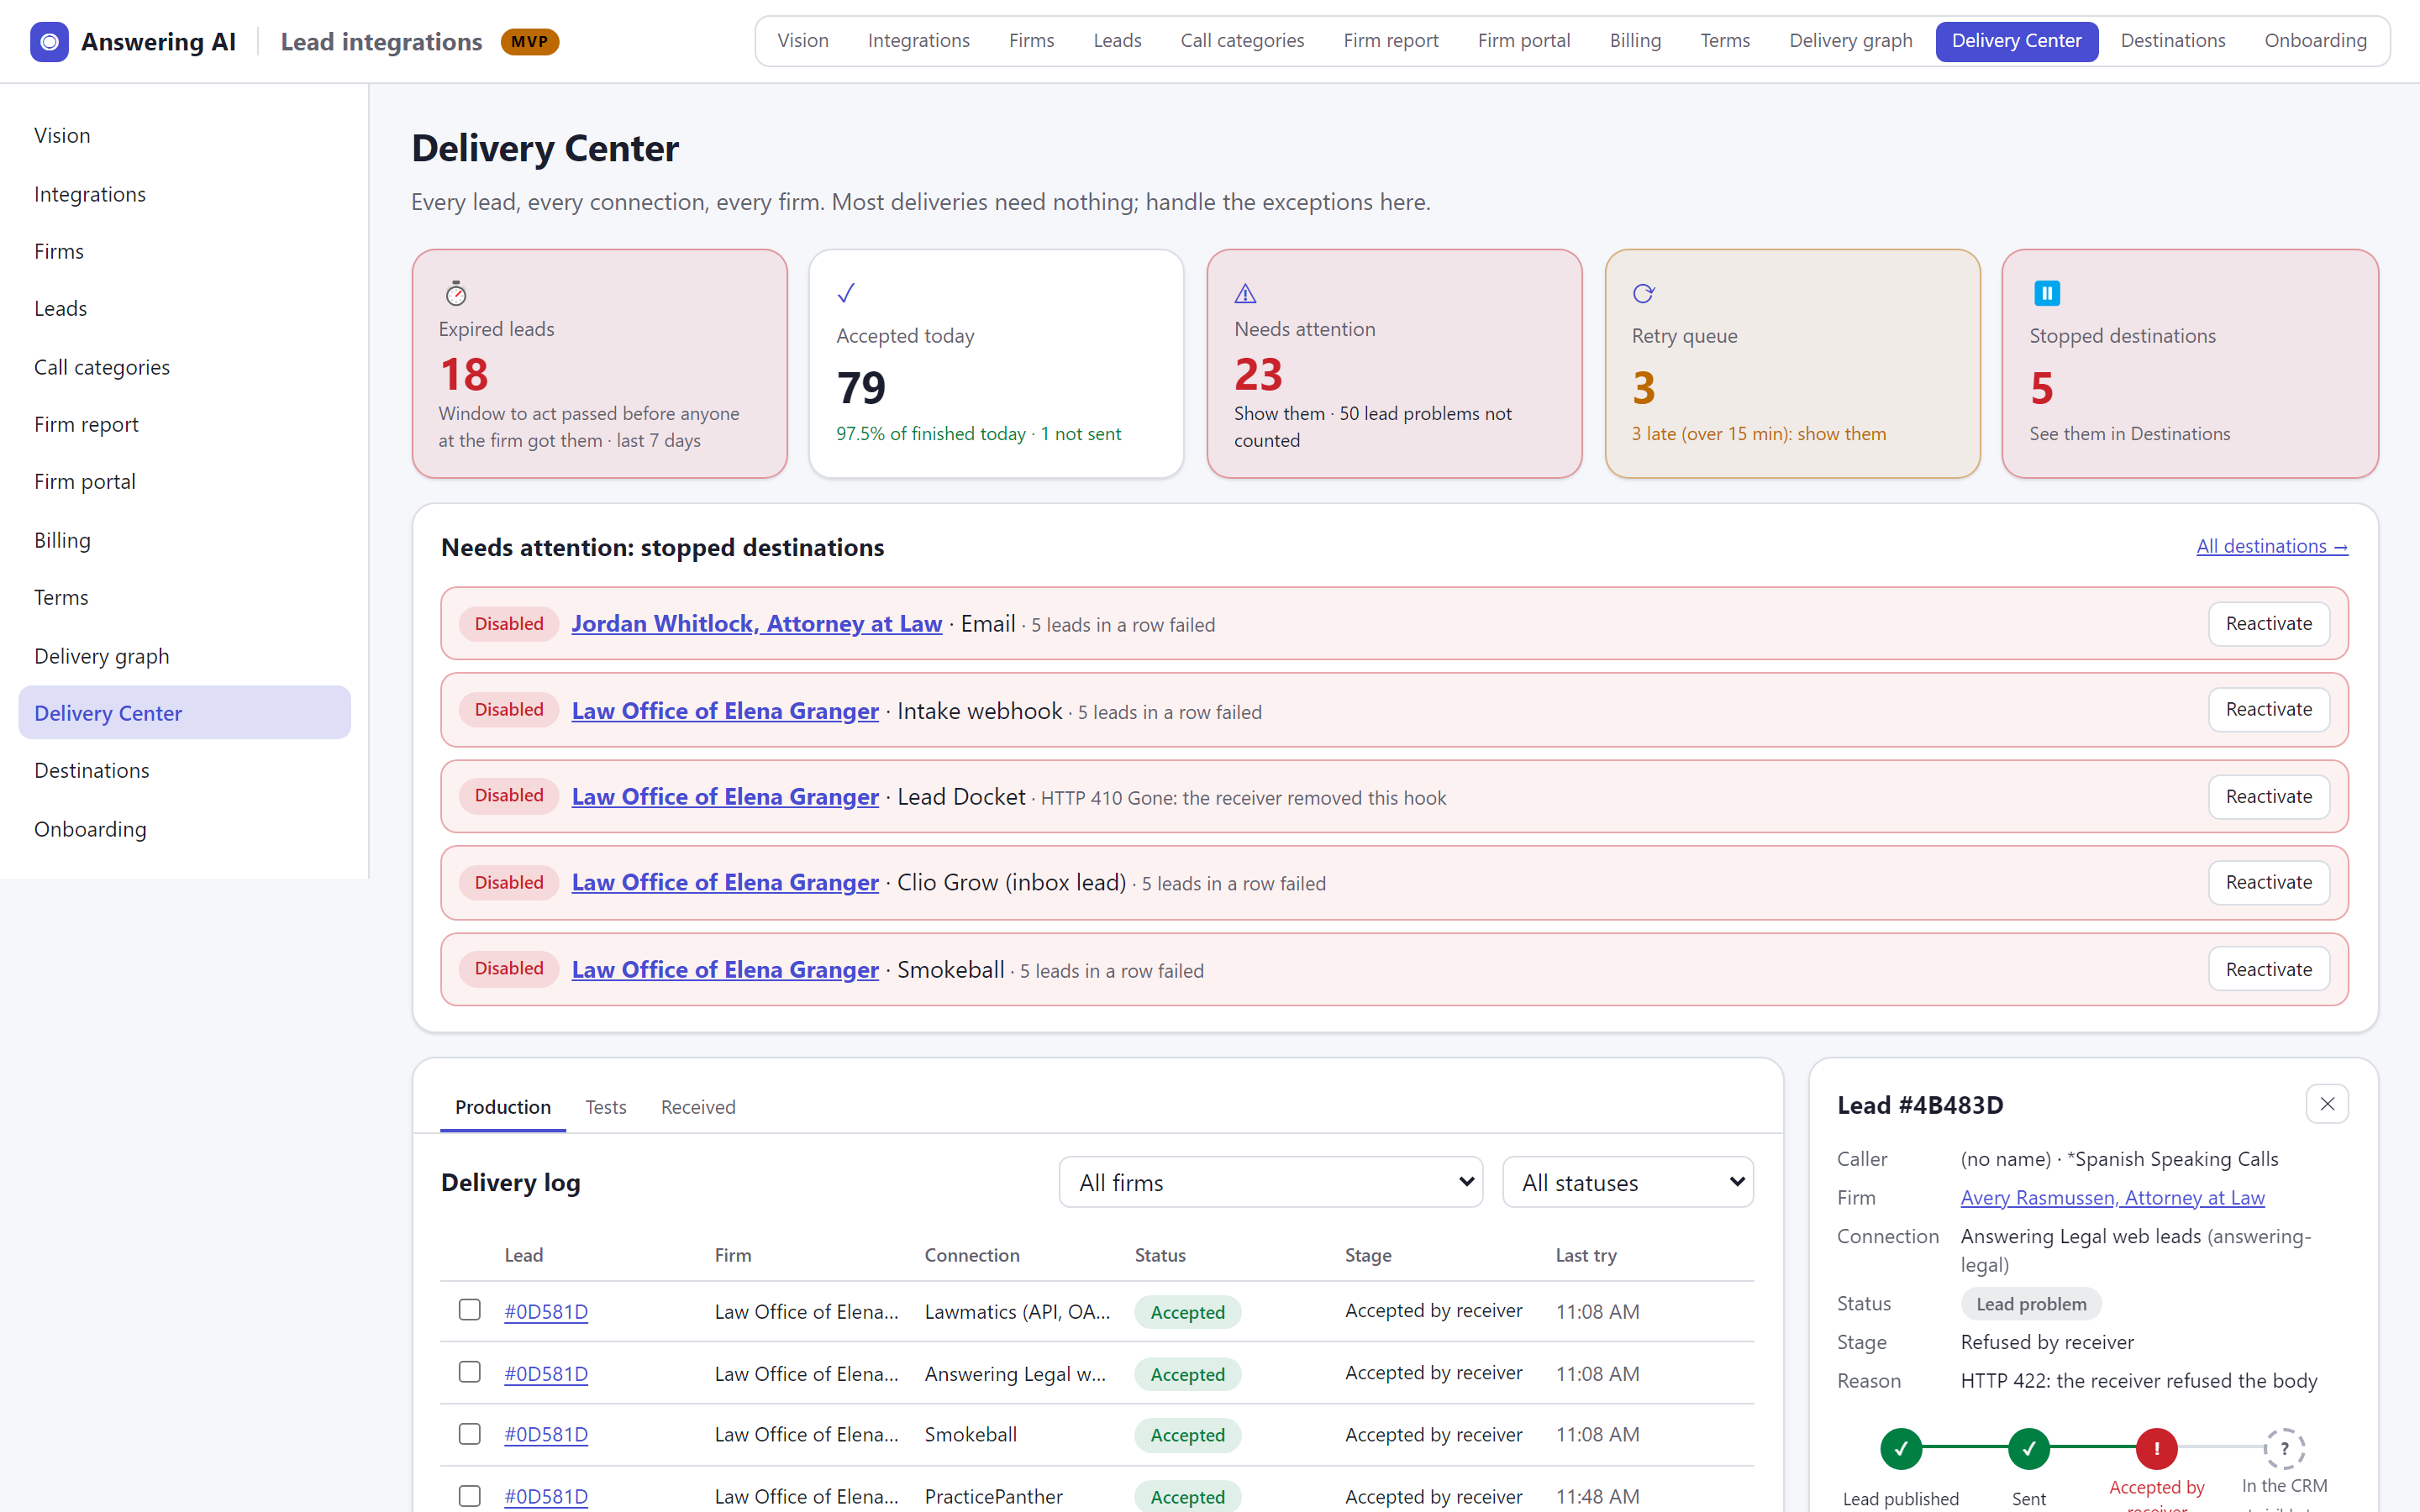 Answering AI
Lead integrations
MVP
Vision
Integrations
Firms
Leads
Call categories
Firm report
Firm portal
Billing
Terms
Delivery graph
Delivery Center
Destinations
Onboarding
Vision
Integrations
Firms
Leads
Call categories
Firm report
Firm portal
Billing
Terms
Delivery graph
Delivery Center
Destinations
Onboarding
Delivery Center
Every lead, every connection, every firm. Most deliveries need nothing; handle the exceptions here.
Expired leads
18
Window to act passed before anyone
at the firm got them · last 7 days
Accepted today
79
97.5% of finished today · 1 not sent
Needs attention
23
Show them · 50 lead problems not
counted
Retry queue
3
3 late (over 15 min): show them
Stopped destinations
5
See them in Destinations
Needs attention: stopped destinations
All destinations →
Disabled Jordan Whitlock, Attorney at Law · Email · 5 leads in a row failed Reactivate
Disabled Law Office of Elena Granger · Intake webhook · 5 leads in a row failed Reactivate
Disabled Law Office of Elena Granger · Lead Docket · HTTP 410 Gone: the receiver removed this hook Reactivate
Disabled Law Office of Elena Granger · Clio Grow (inbox lead) · 5 leads in a row failed Reactivate
Disabled Law Office of Elena Granger · Smokeball · 5 leads in a row failed Reactivate
Production Tests Received
Delivery log
All firms
All statuses
Lead Firm Connection Status Stage Last try
#0D581D Law Office of Elena... Lawmatics (API, OA... Accepted Accepted by receiver 11:08 AM
#0D581D Law Office of Elena... Answering Legal w... Accepted Accepted by receiver 11:08 AM
#0D581D Law Office of Elena... Smokeball Accepted Accepted by receiver 11:08 AM
#0D581D Law Office of Elena... PracticePanther Accepted Accepted by receiver 11:48 AM
Lead #4B483D
Caller (no name) · *Spanish Speaking Calls
Firm Avery Rasmussen, Attorney at Law
Connection Answering Legal web leads (answering-
legal)
Status Lead problem
Stage Refused by receiver
Reason HTTP 422: the receiver refused the body
Lead published
Sent
Accepted by
In the CRM